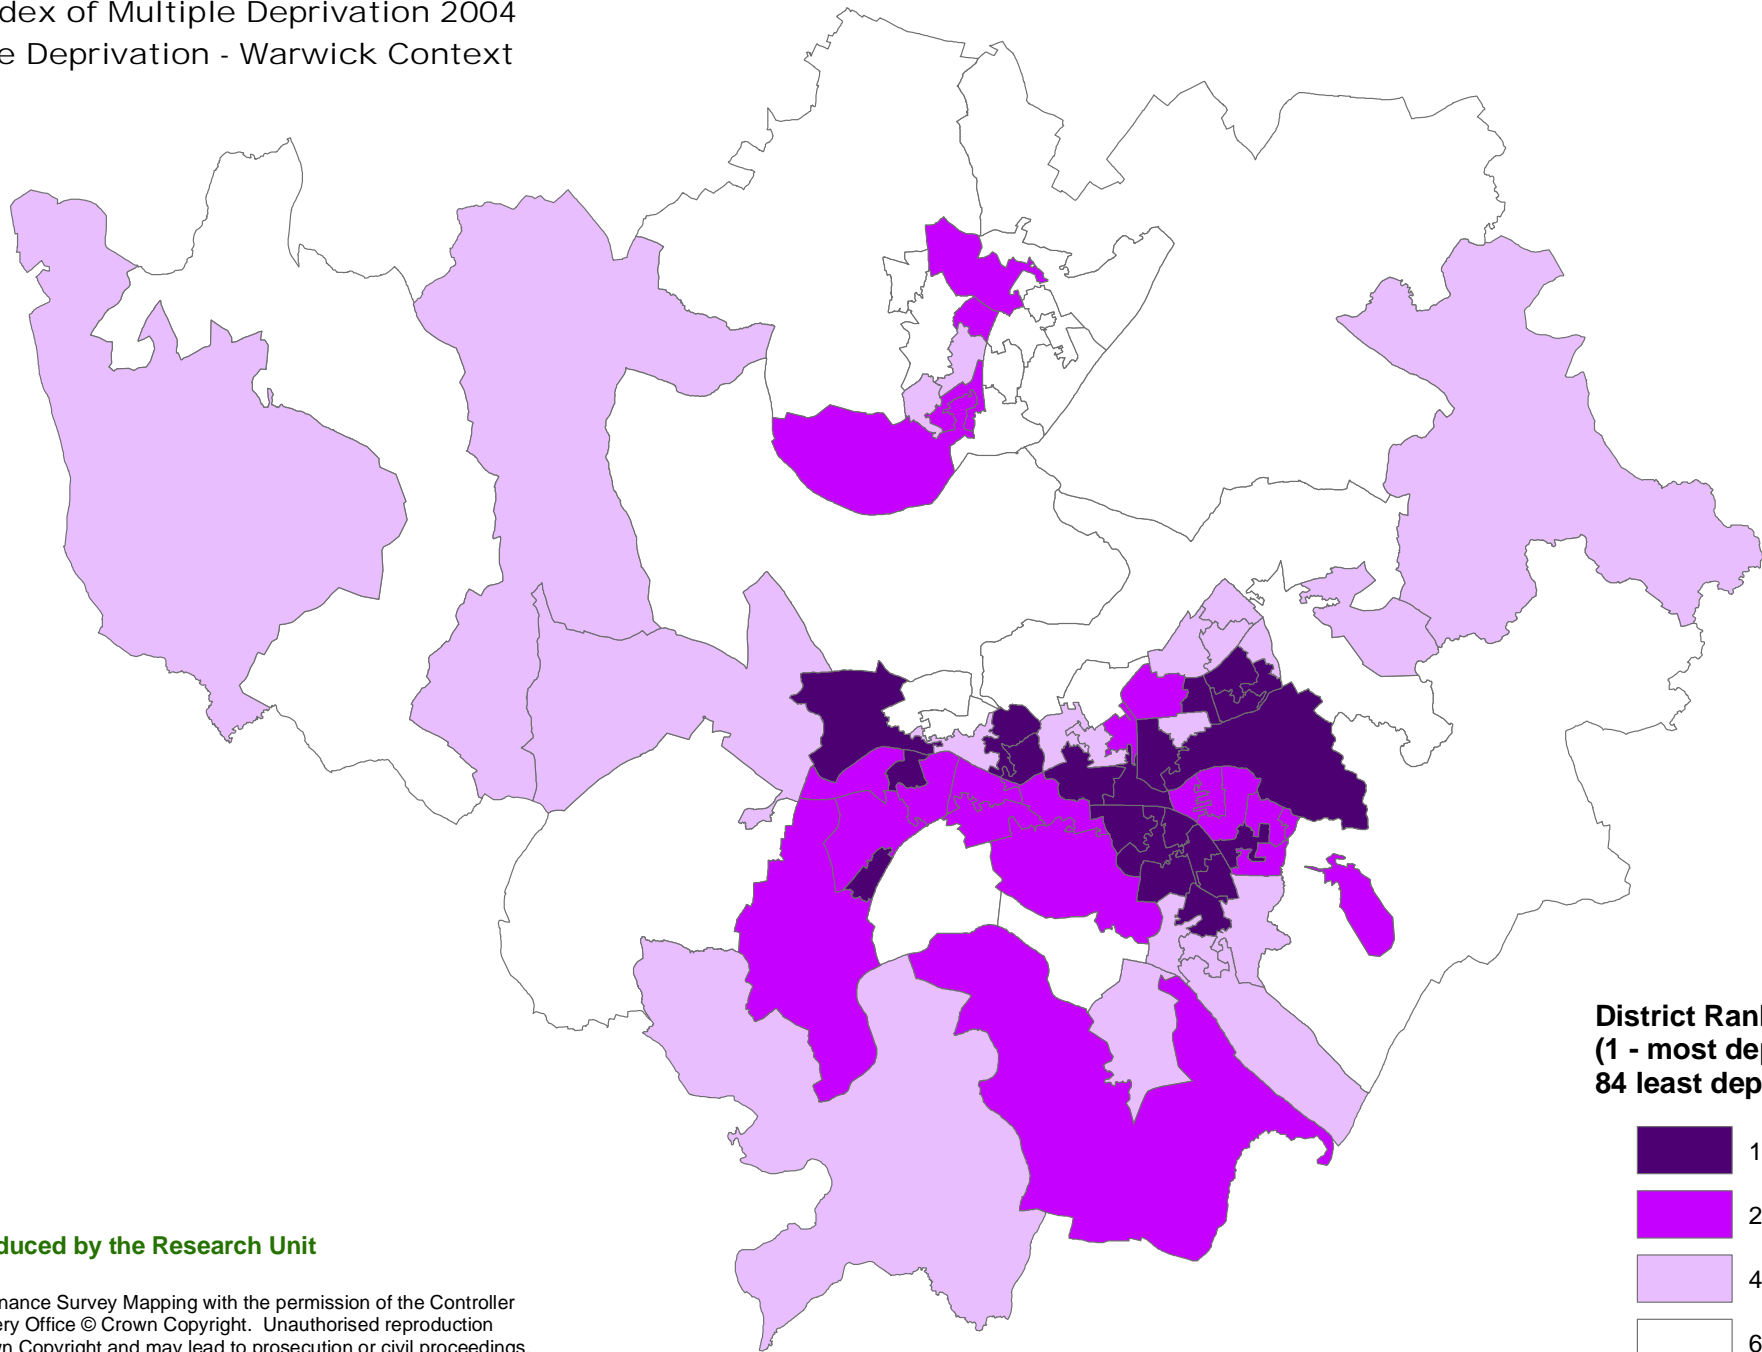 dex of Multiple Deprivation 2004
e Deprivation - Warwick Context
District Ran
(1 - most de
84 least dep
1
2
4
6
duced by the Research Unit
nance Survey Mapping with the permission of the Controller
ery Office © Crown Copyright. Unauthorised reproduction
n Copyright and may lead to prosecution or civil proceedings